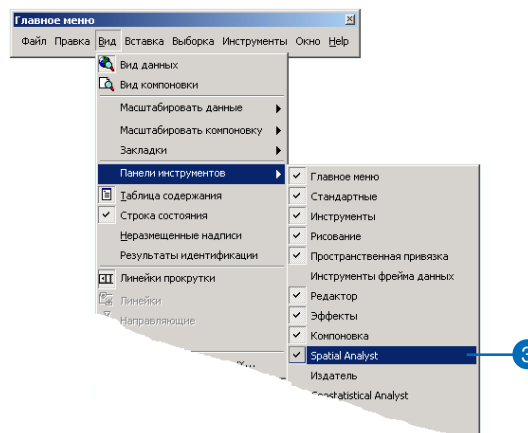 Главное меню
Файл Правка Вид Вставка Выборка Инструменты Окно Help
Вид данных
Вид компоновки
Масштабировать данные
Масштабировать компоновку
Закладки
Панели инструментов
Таблица содержания
Строка состояния
Неразмещенные надписи
Результаты идентификации
Линейки прокрутки
Линейки
Направляющие
Главное меню
Стандартные
Инструменты
Рисование
Пространственная привязка
Инструменты фрейма данных
Редактор
Эффекты
Компоновка
Spatial Analyst
Издатель
Geostatistical Analyst
3